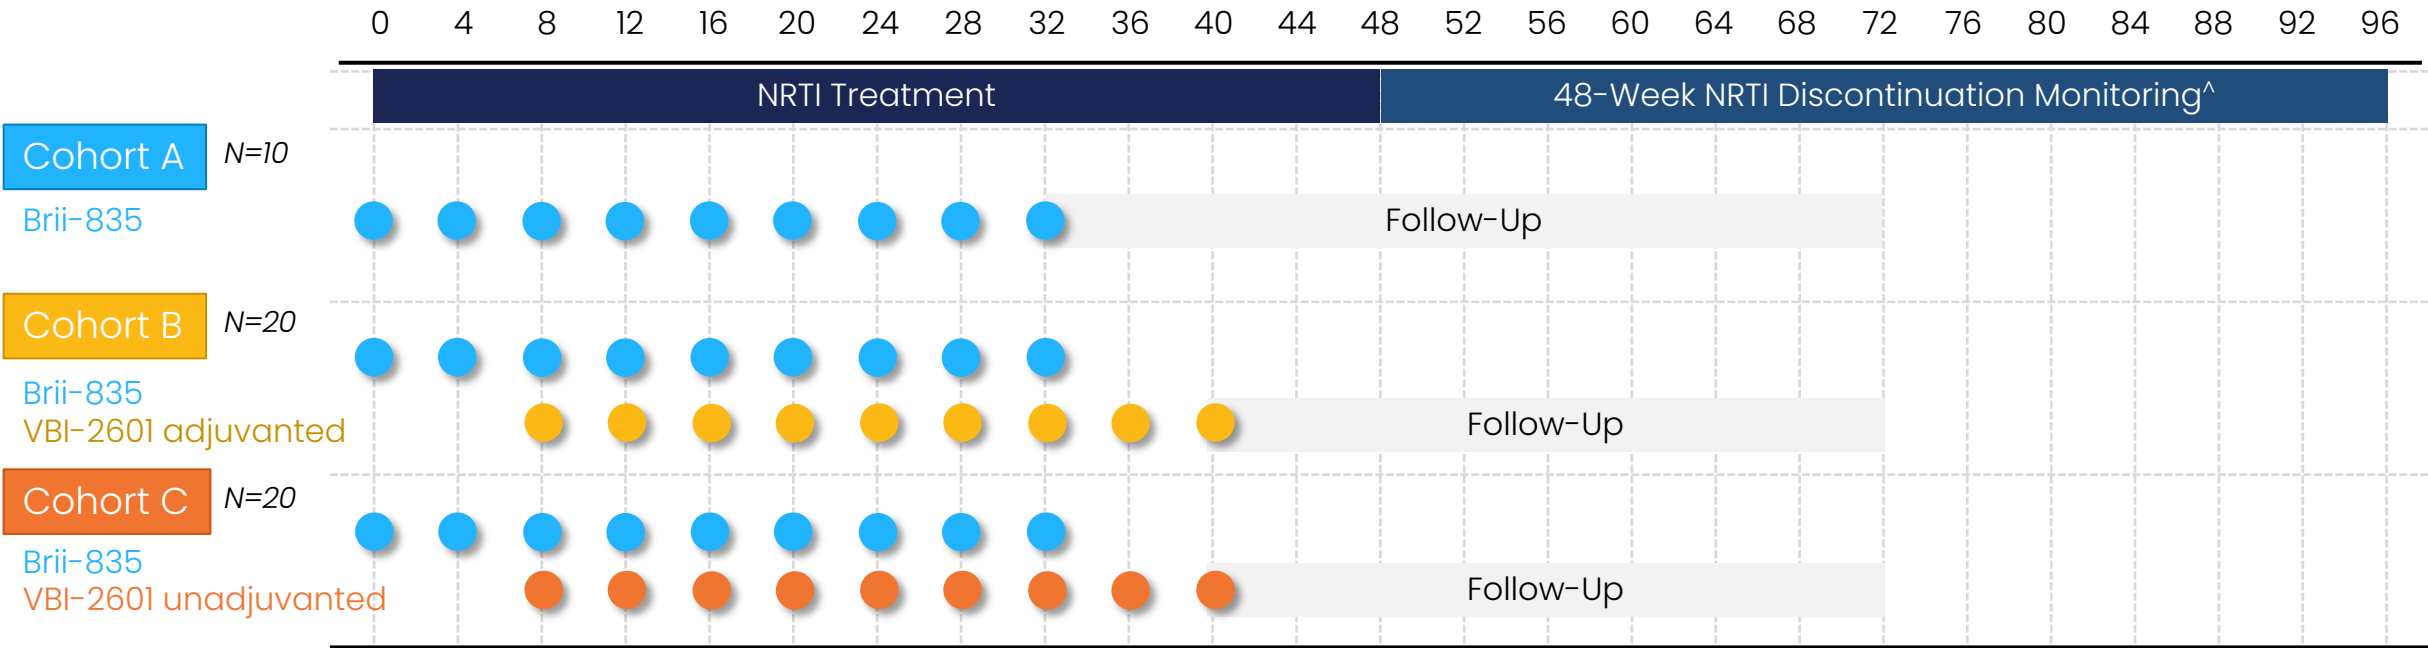 0 4 8 12 16 20 24 28 32 36 40 44 48 52 56 60 64 68 72 76 80 84 88 92 96
NRTI Treatment 48-Week NRTI Discontinuation Monitoring^
Cohort A N=10
Brii-835 Follow-Up
Cohort B N=20
Brii-835
VBI-2601 adjuvanted Follow-Up
Cohort C N=20
Brii-835
VBI-2601 unadjuvanted Follow-Up